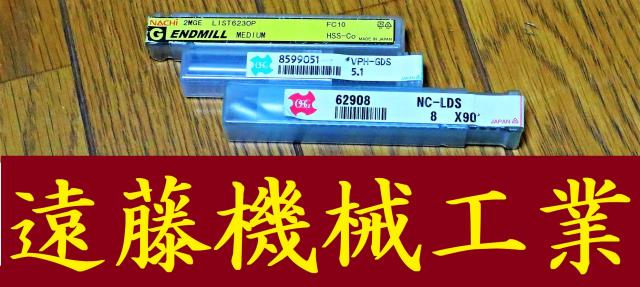 NACHI 2MGE LIST6230P FC10
G ENDMILL MEDIUM HSS-Co MADE IN JAPAN
8599051 *VPH-GDS
5.1
OSG 62908 NC-LDS
8 X90°
JAPAN
遠藤機械工業